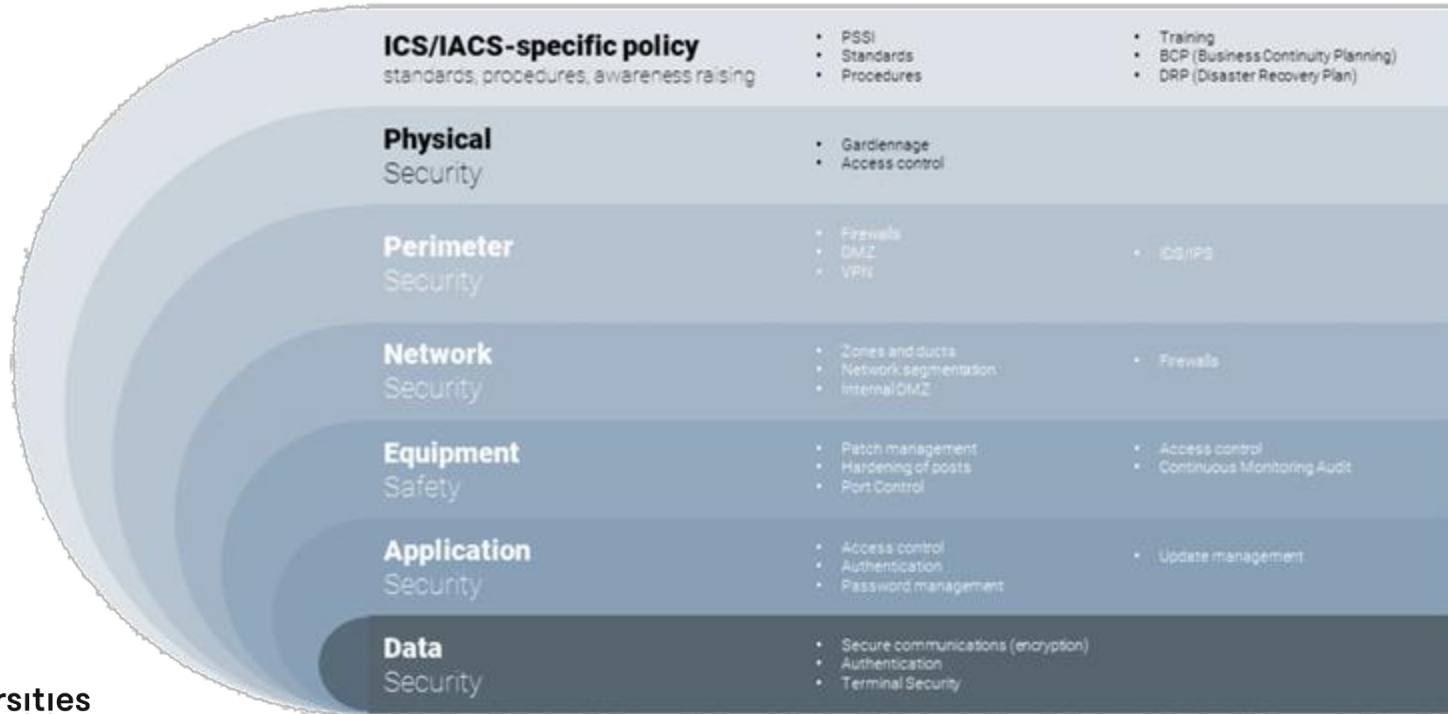 ICS/IACS-specific policy
standards, procedures, awareness raising
• PSSI
• Standards
• Procedures
• Training
• BCP (Business Continuity Planning)
• DRP (Disaster Recovery Plan)
Physical
Security
• Gardiennage
• Access control
Perimeter
Security
• Firewalls
• DMZ
• VPN
• IDS/IPS
Network
Security
• Zones and ducts
• Network segmentation
• Internal DMZ
• Firewalls
Equipment
Safety
• Patch management
• Hardening of posts
• Port Control
• Access control
• Continuous Monitoring Audit
Application
Security
• Access control
• Authentication
• Password management
• Update management
Data
Security
• Secure communications (encryption)
• Authentication
• Terminal Security
rsities